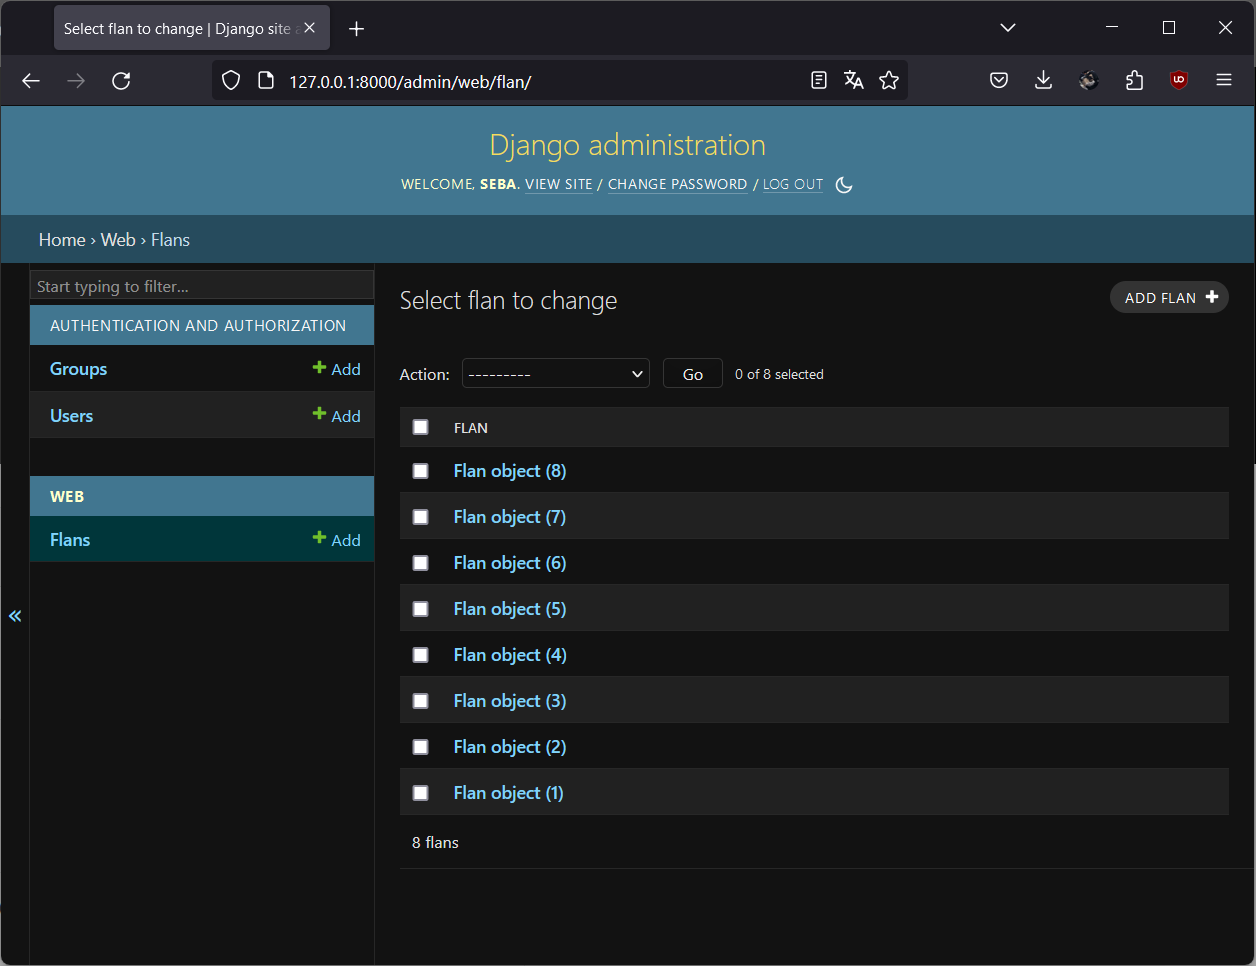 Select flan to change | Django site
127.0.0.1:8000/admin/web/flan/
Django administration
WELCOME, SEBA. VIEW SITE / CHANGE PASSWORD / LOG OUT
Home › Web › Flans
Start typing to filter...
AUTHENTICATION AND AUTHORIZATION
Groups + Add
Users + Add
WEB
Flans + Add
«
Select flan to change
ADD FLAN +
Action: --------- Go 0 of 8 selected
FLAN
Flan object (8)
Flan object (7)
Flan object (6)
Flan object (5)
Flan object (4)
Flan object (3)
Flan object (2)
Flan object (1)
8 flans